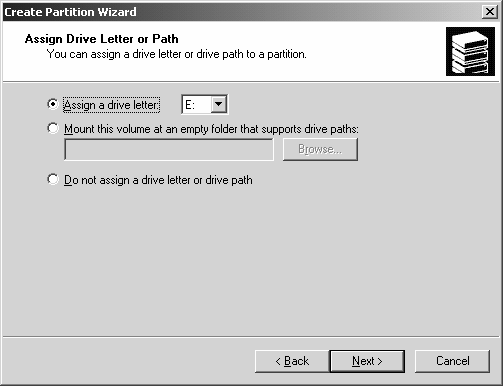 Create Partition Wizard
Assign Drive Letter or Path
You can assign a drive letter or drive path to a partition.
Assign a drive letter: E:
Mount this volume at an empty folder that supports drive paths:
Browse...
Do not assign a drive letter or drive path
< Back Next > Cancel